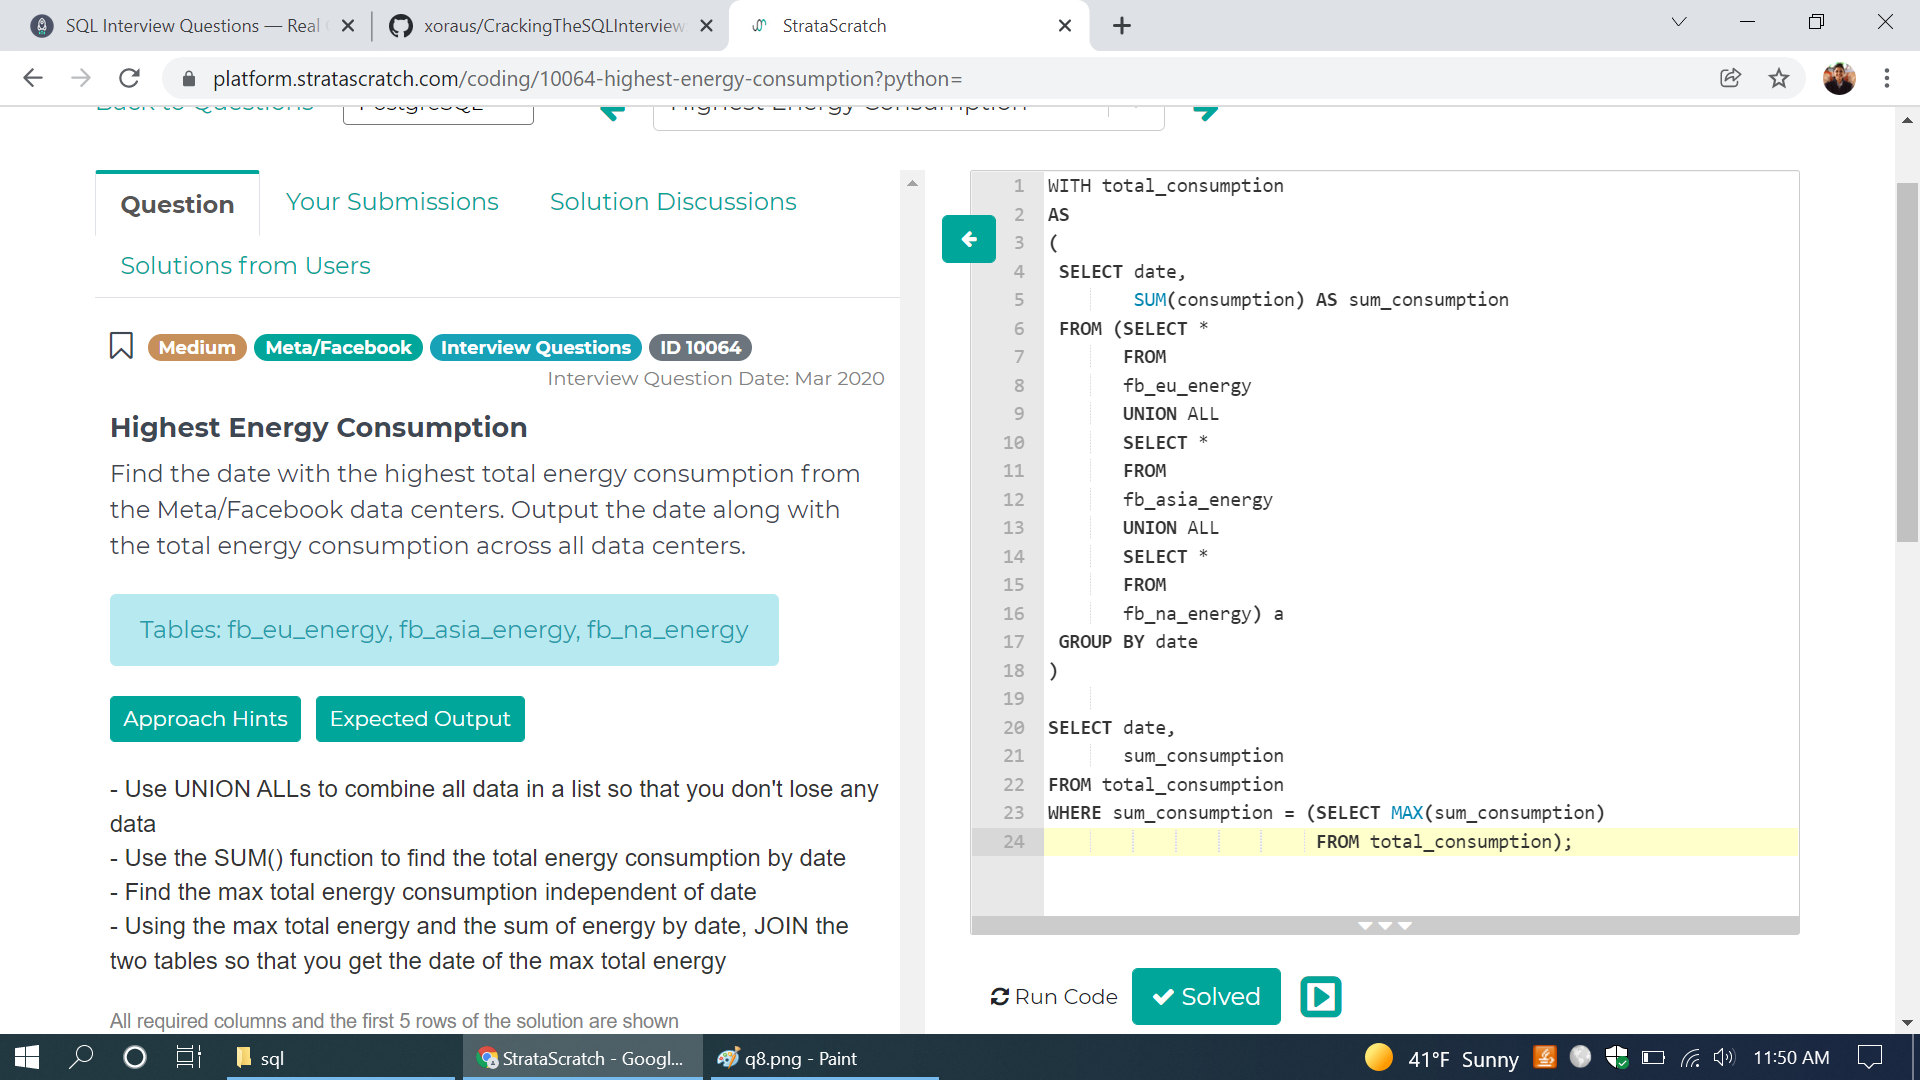 SQL Interview Questions — Real
xoraus/CrackingTheSQLInterview
StrataScratch
platform.stratascratch.com/coding/10064-highest-energy-consumption?python=
Back to Questions
PostgreSQL
Highest Energy Consumption
Question
Your Submissions
Solution Discussions
Solutions from Users
Medium
Meta/Facebook
Interview Questions
ID 10064
Interview Question Date: Mar 2020
Highest Energy Consumption
Find the date with the highest total energy consumption from
the Meta/Facebook data centers. Output the date along with
the total energy consumption across all data centers.
Tables: fb_eu_energy, fb_asia_energy, fb_na_energy
Approach Hints
Expected Output
- Use UNION ALLs to combine all data in a list so that you don't lose any
data
- Use the SUM() function to find the total energy consumption by date
- Find the max total energy consumption independent of date
- Using the max total energy and the sum of energy by date, JOIN the
two tables so that you get the date of the max total energy
All required columns and the first 5 rows of the solution are shown
1 WITH total_consumption
2 AS
3 (
4 SELECT date,
5 SUM(consumption) AS sum_consumption
6 FROM (SELECT *
7 FROM
8 fb_eu_energy
9 UNION ALL
10 SELECT *
11 FROM
12 fb_asia_energy
13 UNION ALL
14 SELECT *
15 FROM
16 fb_na_energy) a
17 GROUP BY date
18 )
19
20 SELECT date,
21 sum_consumption
22 FROM total_consumption
23 WHERE sum_consumption = (SELECT MAX(sum_consumption)
24 FROM total_consumption);
Run Code
Solved
sql
StrataScratch - Googl...
q8.png - Paint
41°F Sunny
11:50 AM